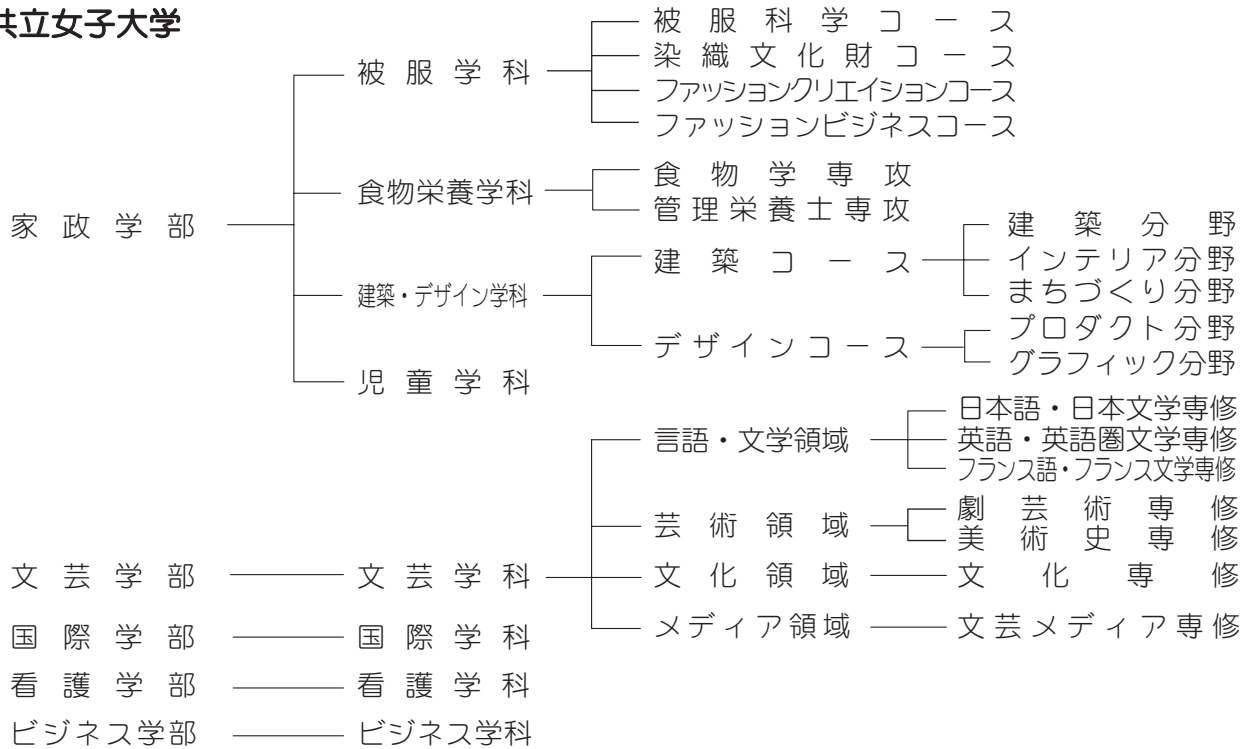 共立女子大学
家政学部
被服学科
被服科学コース
染織文化財コース
ファッションクリエイションコース
ファッションビジネスコース
食物栄養学科
食物学専攻
管理栄養士専攻
建築・デザイン学科
建築コース
建築分野
インテリア分野
まちづくり分野
デザインコース
プロダクト分野
グラフィック分野
児童学科
文芸学部
文芸学科
言語・文学領域
日本語・日本文学専修
英語・英語圏文学専修
フランス語・フランス文学専修
芸術領域
劇芸術専修
美術史専修
文化領域
文化専修
メディア領域
文芸メディア専修
国際学部
国際学科
看護学部
看護学科
ビジネス学部
ビジネス学科